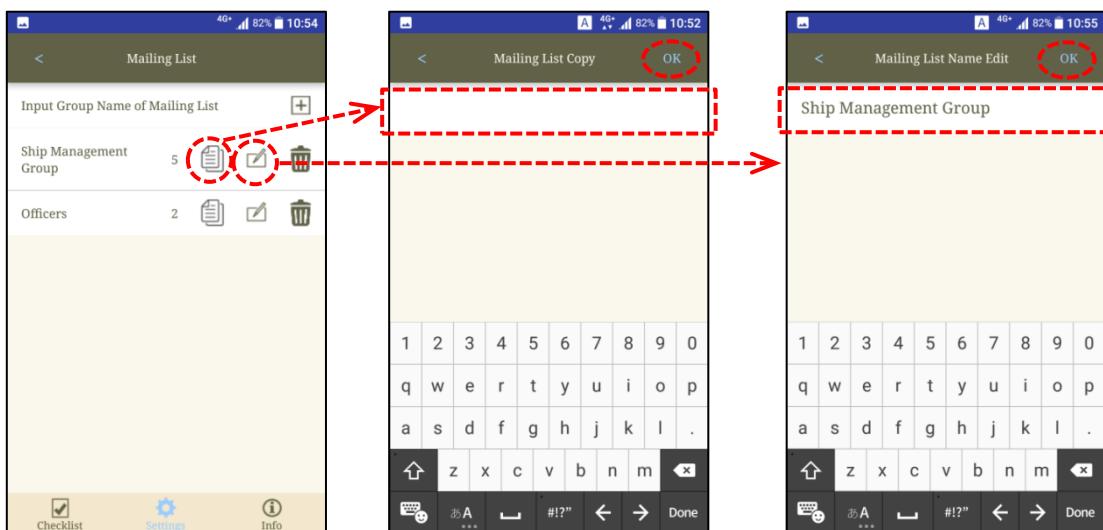 4G+ 82% 10:54
< Mailing List
Input Group Name of Mailing List
Ship Management
Group
5
Officers 2
Checklist Settings Info
A 4G+ 82% 10:52
< Mailing List Copy OK
1 2 3 4 5 6 7 8 9 0
q w e r t y u i o p
a s d f g h j k l .
z x c v b n m
あA #!?” Done
A 4G+ 82% 10:55
< Mailing List Name Edit OK
Ship Management Group
1 2 3 4 5 6 7 8 9 0
q w e r t y u i o p
a s d f g h j k l .
z x c v b n m
あA #!?” Done